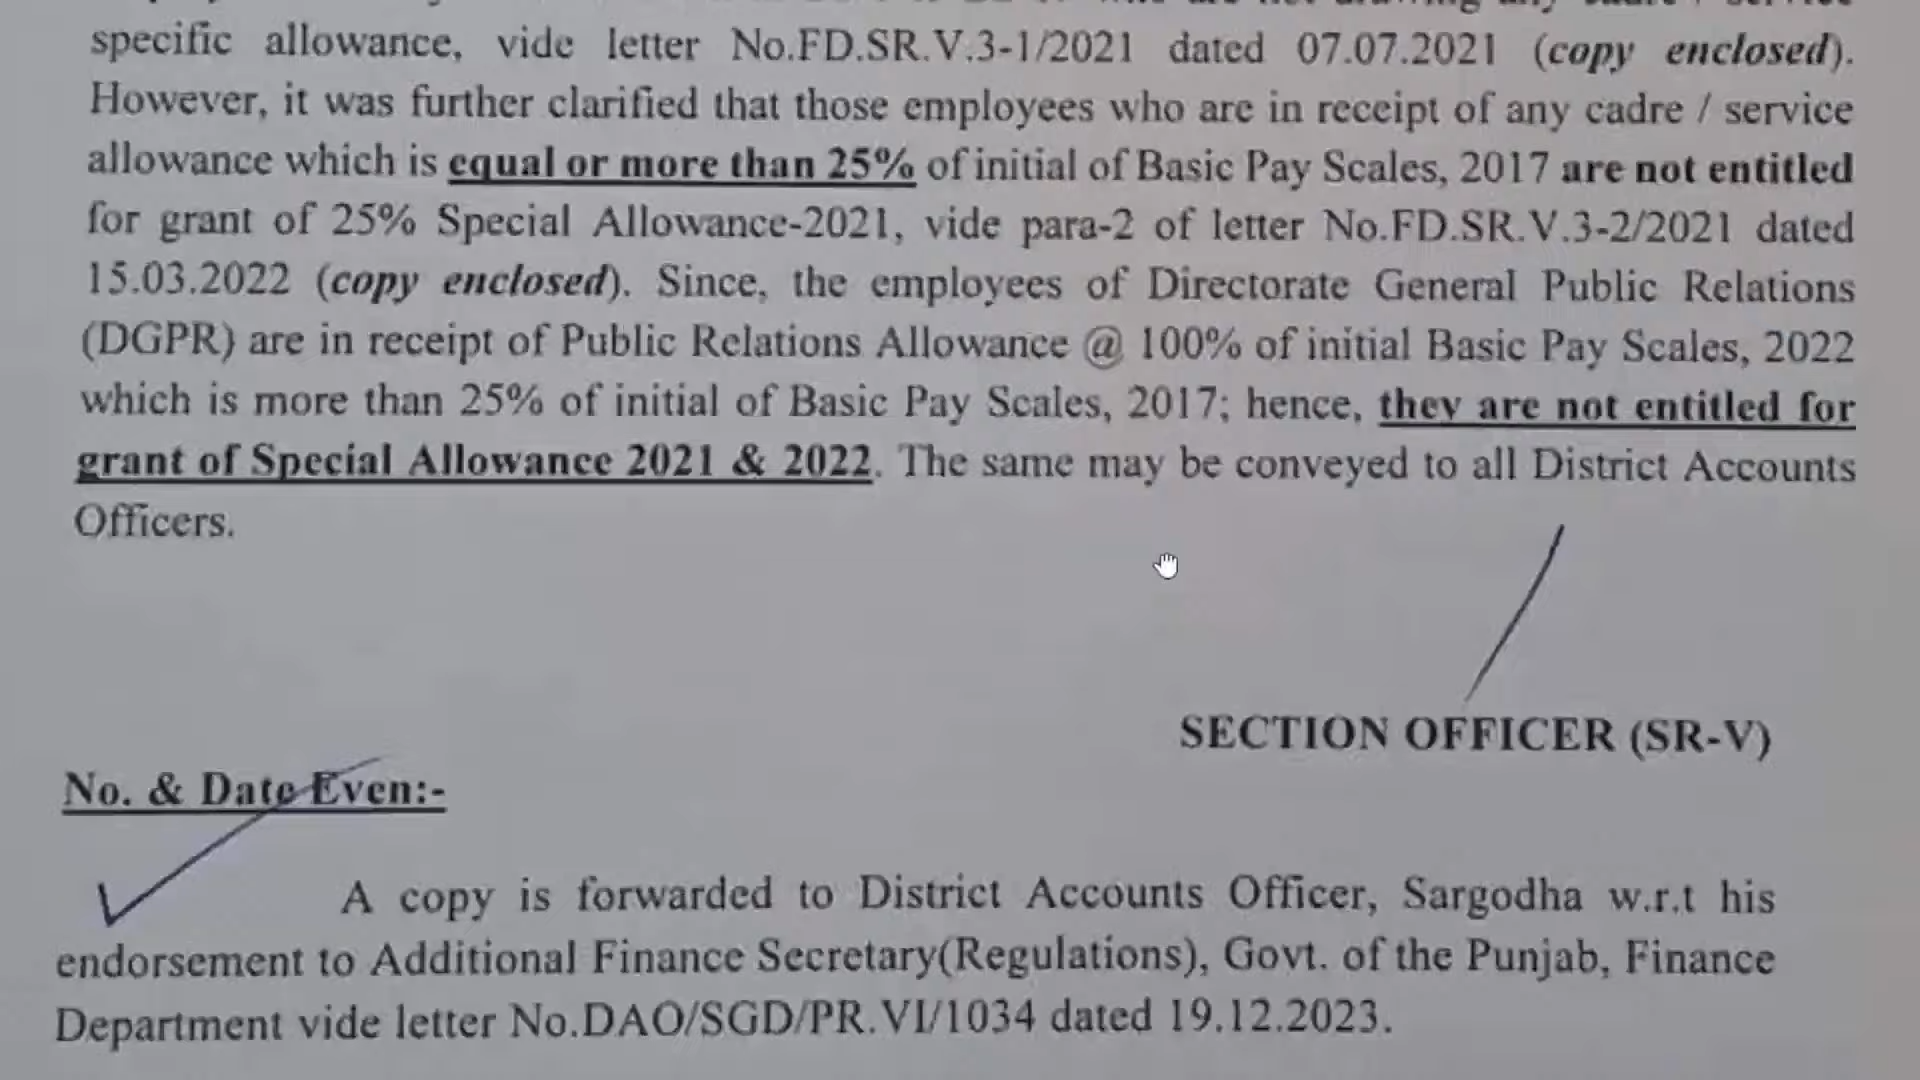 specific allowance, vide letter No.FD.SR.V.3-1/2021 dated 07.07.2021 (copy enclosed).
However, it was further clarified that those employees who are in receipt of any cadre / service
allowance which is equal or more than 25% of initial of Basic Pay Scales, 2017 are not entitled
for grant of 25% Special Allowance-2021, vide para-2 of letter No.FD.SR.V.3-2/2021 dated
15.03.2022 (copy enclosed). Since, the employees of Directorate General Public Relations
(DGPR) are in receipt of Public Relations Allowance @ 100% of initial Basic Pay Scales, 2022
which is more than 25% of initial of Basic Pay Scales, 2017; hence, they are not entitled for
grant of Special Allowance 2021 & 2022. The same may be conveyed to all District Accounts
Officers.
SECTION OFFICER (SR-V)
No. & Date Even:-
A copy is forwarded to District Accounts Officer, Sargodha w.r.t his
endorsement to Additional Finance Secretary(Regulations), Govt. of the Punjab, Finance
Department vide letter No.DAO/SGD/PR.VI/1034 dated 19.12.2023.